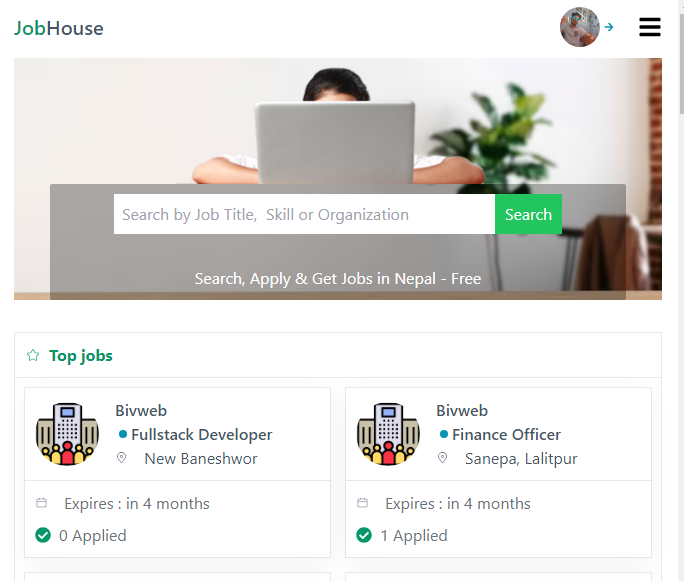 JobHouse
Search by Job Title, Skill or Organization
Search
Search, Apply & Get Jobs in Nepal - Free
Top jobs
Bivweb
Fullstack Developer
New Baneshwor
Expires : in 4 months
0 Applied
Bivweb
Finance Officer
Sanepa, Lalitpur
Expires : in 4 months
1 Applied